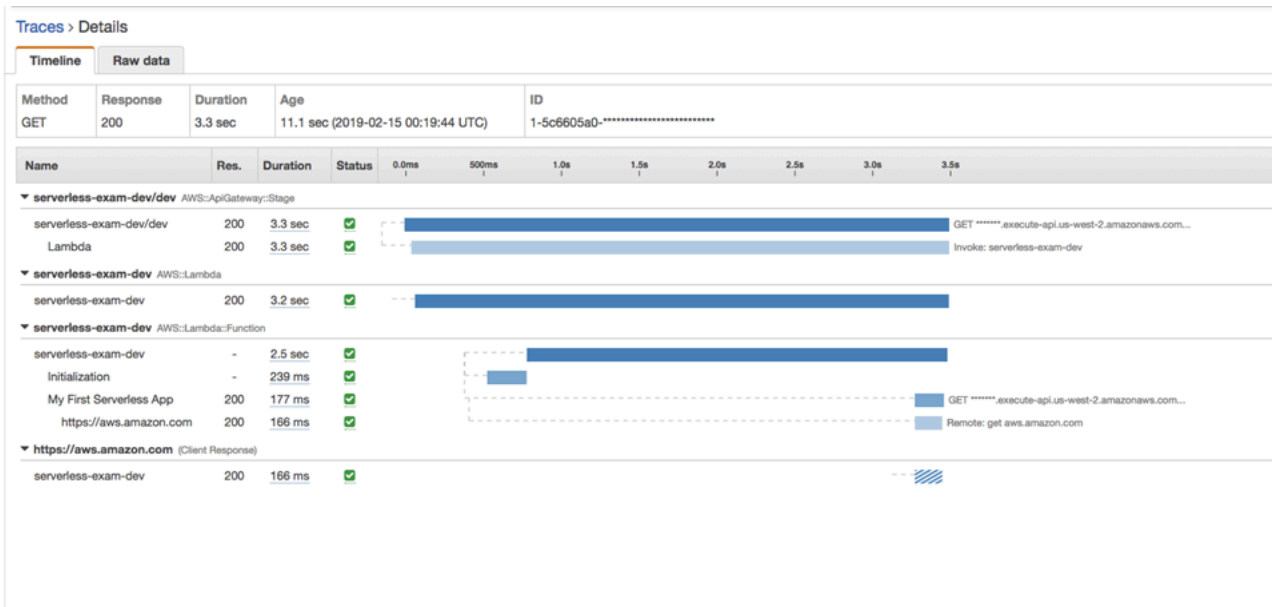 Traces > Details
Timeline Raw data
Method Response Duration Age ID
GET 200 3.3 sec 11.1 sec (2019-02-15 00:19:44 UTC) 1-5c6605a0-************************
Name Res. Duration Status 0.0ms 500ms 1.0s 1.5s 2.0s 2.5s 3.0s 3.5s
serverless-exam-dev/dev AWS::ApiGateway::Stage
serverless-exam-dev/dev 200 3.3 sec GET *******.execute-api.us-west-2.amazonaws.com...
Lambda 200 3.3 sec Invoke: serverless-exam-dev
serverless-exam-dev AWS::Lambda
serverless-exam-dev 200 3.2 sec
serverless-exam-dev AWS::Lambda::Function
serverless-exam-dev - 2.5 sec
Initialization - 239 ms
My First Serverless App 200 177 ms GET *******.execute-api.us-west-2.amazonaws.com...
https://aws.amazon.com 200 166 ms Remote: get aws.amazon.com
https://aws.amazon.com (Client Response)
serverless-exam-dev 200 166 ms